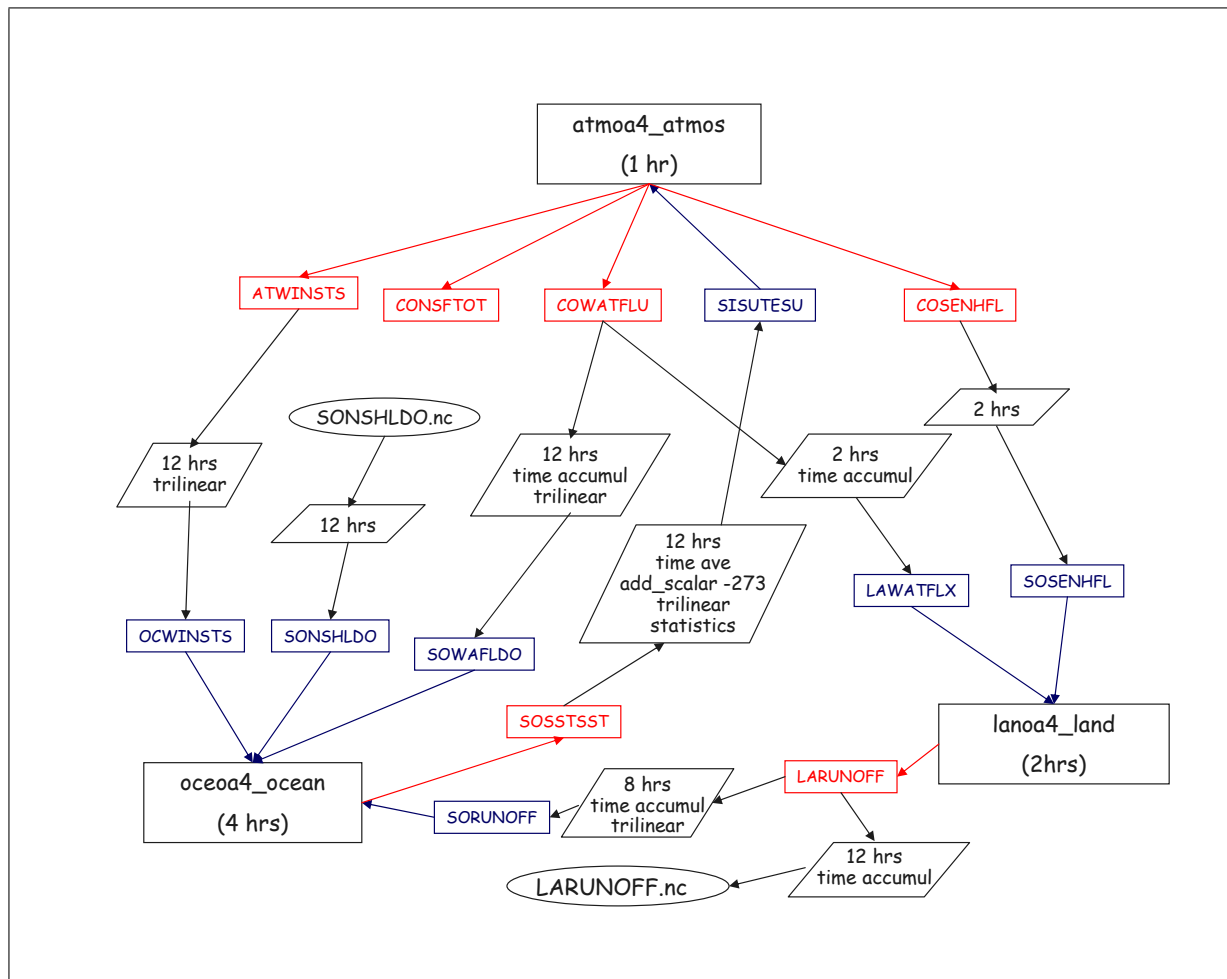 atmoa4_atmos
(1 hr)
ATWINSTS
CONSFTOT
COWATFLU
SISUTESU
COSENHFL
SONSHLDO.nc
2 hrs
12 hrs
trilinear
12 hrs
time accumul
trilinear
2 hrs
time accumul
12 hrs
12 hrs
time ave
add_scalar -273
trilinear
statistics
LAWATFLX
SOSENHFL
OCWINSTS
SONSHLDO
SOWAFLDO
SOSSTSST
lanoa4_land
(2hrs)
oceoa4_ocean
(4 hrs)
LARUNOFF
8 hrs
time accumul
trilinear
SORUNOFF
12 hrs
time accumul
LARUNOFF.nc